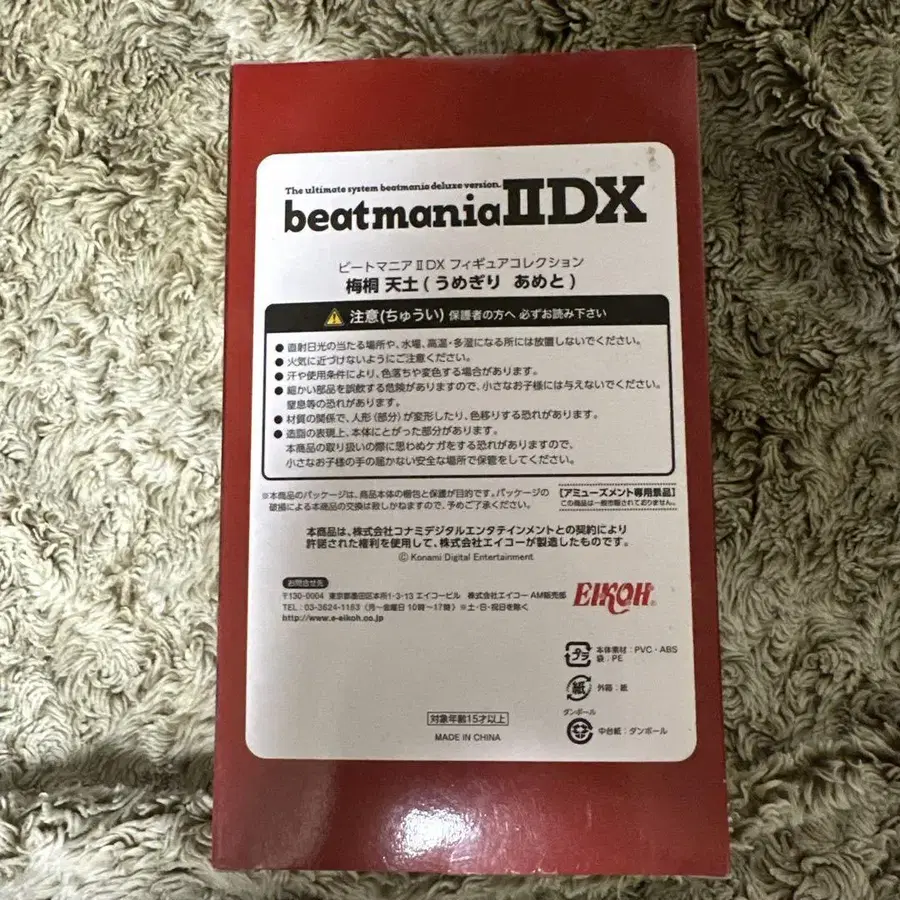 The ultimate system beatmania deluxe version.
beatmania IIDX
ビートマニア II DX フィギュアコレクション
梅桐 天土 ( うめぎり あめと )
注意(ちゅうい) 保護者の方へ 必ずお読み下さい
● 直射日光の当たる場所や、水場、高温・多湿になる所には放置しないでください。
● 火気に近づけないようにご注意ください。
● 汗や使用条件により、色落ちや変色する場合があります。
● 細かい部品を誤飲する危険がありますので、小さなお子様には与えないでください。
窒息等の恐れがあります。
● 材質の関係で、人形（部分）が変形したり、色移りする恐れがあります。
● 造脂の表現上、本体にとがった部分があります。
本商品の取り扱いの際に思わぬケガをする恐れがありますので、
小さなお子様の手の届かない安全な場所で保管をしてください。
※本商品のパッケージは、商品本体の梱包と保護が目的です。パッケージの
破損による本商品の交換は致しかねますので、予めご了承ください。
【アミューズメント専用景品】
この商品は一般市販されておりません。
本商品は、株式会社コナミデジタルエンタテインメントとの契約により
許諾された権利を使用して、株式会社エイコーが製造したものです。
© Konami Digital Entertainment
お問合せ先
〒130-0004 東京都墨田区本所1-3-13 エイコービル 株式会社エイコー AM販売部
TEL : 03-3624-1163 (月～金曜日 10時～17時) ※土・日・祝日を除く
http://www.e-eikoh.co.jp
EIKOH®
プラ
本体素材 : PVC・ABS
袋 : PE
紙
外箱 : 紙
ダンボール
中台紙 : ダンボール
対象年齢15才以上
MADE IN CHINA